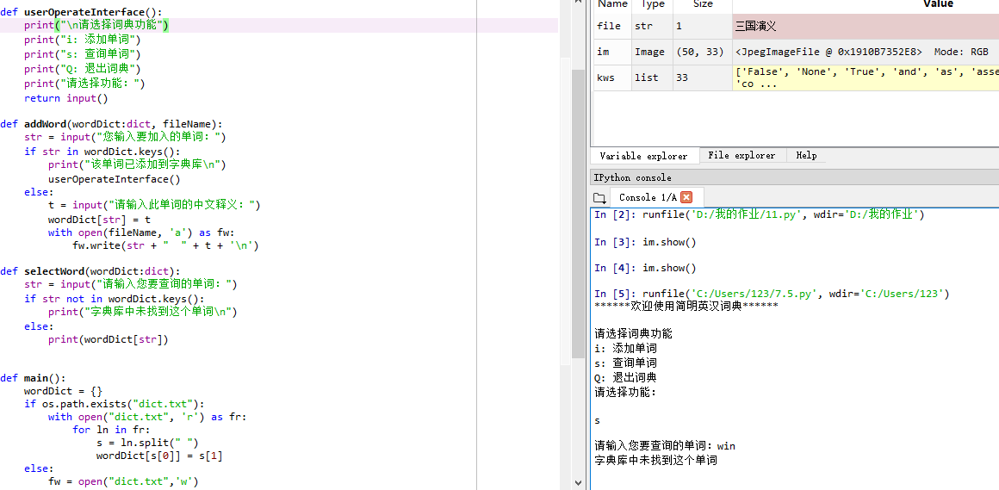 def userOperateInterface():
    print("\n请选择词典功能")
    print("i: 添加单词")
    print("s: 查询单词")
    print("Q: 退出词典")
    print("请选择功能：")
    return input()
def addWord(wordDict:dict, fileName):
    str = input("您输入要加入的单词：")
    if str in wordDict.keys():
        print("该单词已添加到字典库\n")
        userOperateInterface()
    else:
        t = input("请输入此单词的中文释义：")
        wordDict[str] = t
        with open(fileName, 'a') as fw:
            fw.write(str + "  " + t + '\n')
def selectWord(wordDict:dict):
    str = input("请输入您要查询的单词：")
    if str not in wordDict.keys():
        print("字典库中未找到这个单词\n")
    else:
        print(wordDict[str])
def main():
    wordDict = {}
    if os.path.exists("dict.txt"):
        with open("dict.txt", 'r') as fr:
            for ln in fr:
                s = ln.split(" ")
                wordDict[s[0]] = s[1]
    else:
        fw = open("dict.txt",'w')
Name Type Size Value
file str 1 三国演义
im Image (50, 33) <JpegImageFile @ 0x1910B7352E8> Mode: RGB
kws list 33 ['False', 'None', 'True', 'and', 'as', 'asse
'co ...
Variable explorer File explorer Help
IPython console
Console 1/A
In [2]: runfile('D:/我的作业/11.py', wdir='D:/我的作业')
In [3]: im.show()
In [4]: im.show()
In [5]: runfile('C:/Users/123/7.5.py', wdir='C:/Users/123')
******欢迎使用简明英汉词典******
请选择词典功能
i: 添加单词
s: 查询单词
Q: 退出词典
请选择功能：
s
请输入您要查询的单词：win
字典库中未找到这个单词